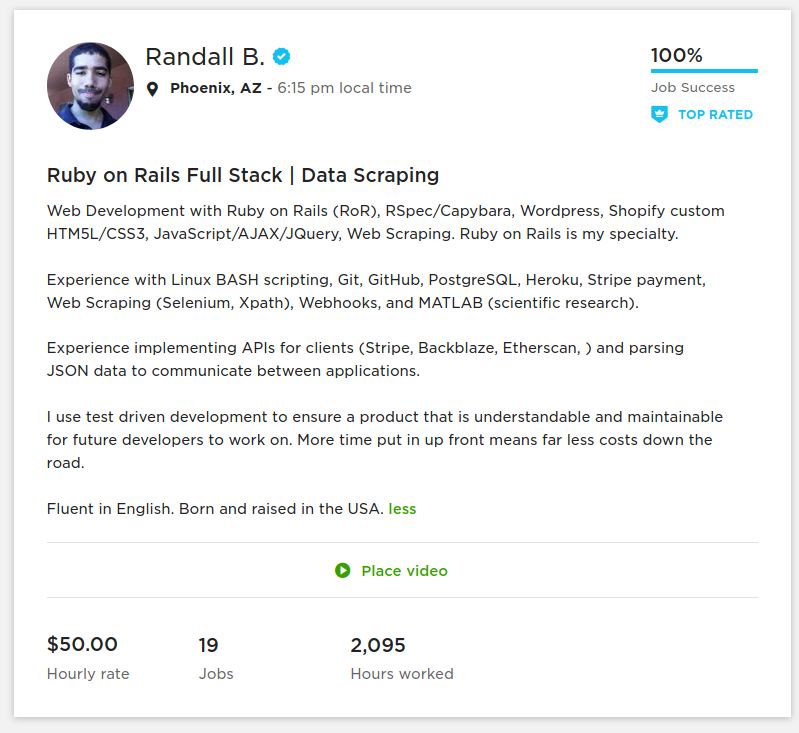 Randall B.
Phoenix, AZ - 6:15 pm local time
100%
Job Success
TOP RATED
Ruby on Rails Full Stack | Data Scraping
Web Development with Ruby on Rails (RoR), RSpec/Capybara, Wordpress, Shopify custom
HTM5L/CSS3, JavaScript/AJAX/JQuery, Web Scraping. Ruby on Rails is my specialty.
Experience with Linux BASH scripting, Git, GitHub, PostgreSQL, Heroku, Stripe payment,
Web Scraping (Selenium, Xpath), Webhooks, and MATLAB (scientific research).
Experience implementing APIs for clients (Stripe, Backblaze, Etherscan, ) and parsing
JSON data to communicate between applications.
I use test driven development to ensure a product that is understandable and maintainable
for future developers to work on. More time put in up front means far less costs down the
road.
Fluent in English. Born and raised in the USA. less
Place video
$50.00 19 2,095
Hourly rate Jobs Hours worked